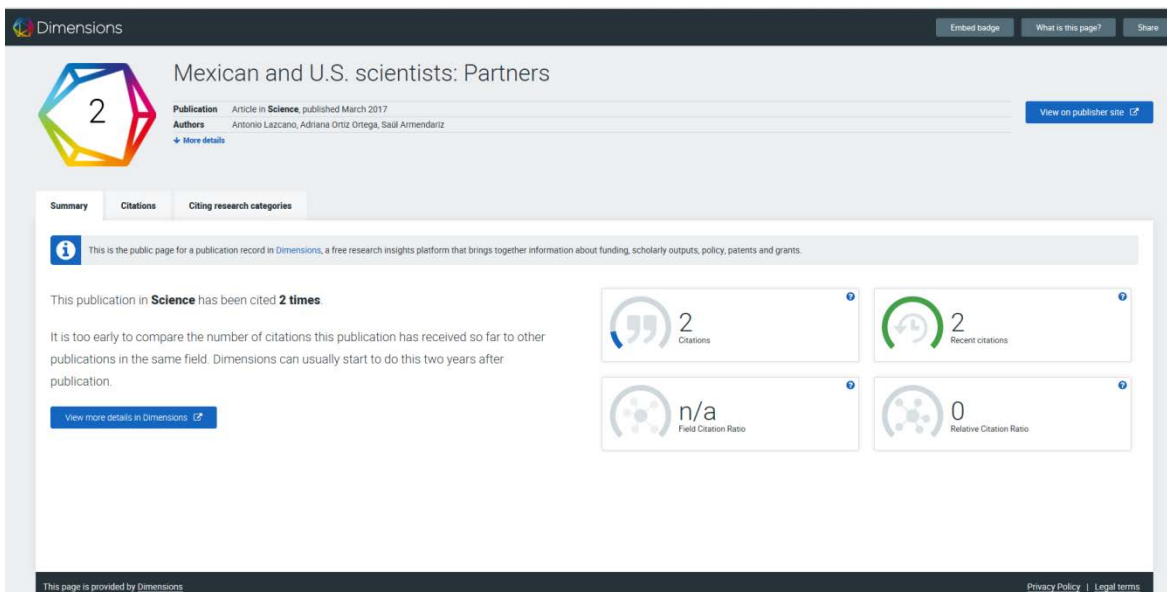 Dimensions
Embed badge
What is this page?
Share
2
Mexican and U.S. scientists: Partners
Publication Article in Science, published March 2017
Authors Antonio Lazcano, Adriana Ortiz Ortega, Saúl Armendariz
More details
View on publisher site
Summary
Citations
Citing research categories
This is the public page for a publication record in Dimensions, a free research insights platform that brings together information about funding, scholarly outputs, policy, patents and grants.
This publication in Science has been cited 2 times.
It is too early to compare the number of citations this publication has received so far to other
publications in the same field. Dimensions can usually start to do this two years after
publication.
View more details in Dimensions
2
Citations
?
2
Recent citations
?
n/a
Field Citation Ratio
?
0
Relative Citation Ratio
?
This page is provided by Dimensions
Privacy Policy | Legal terms